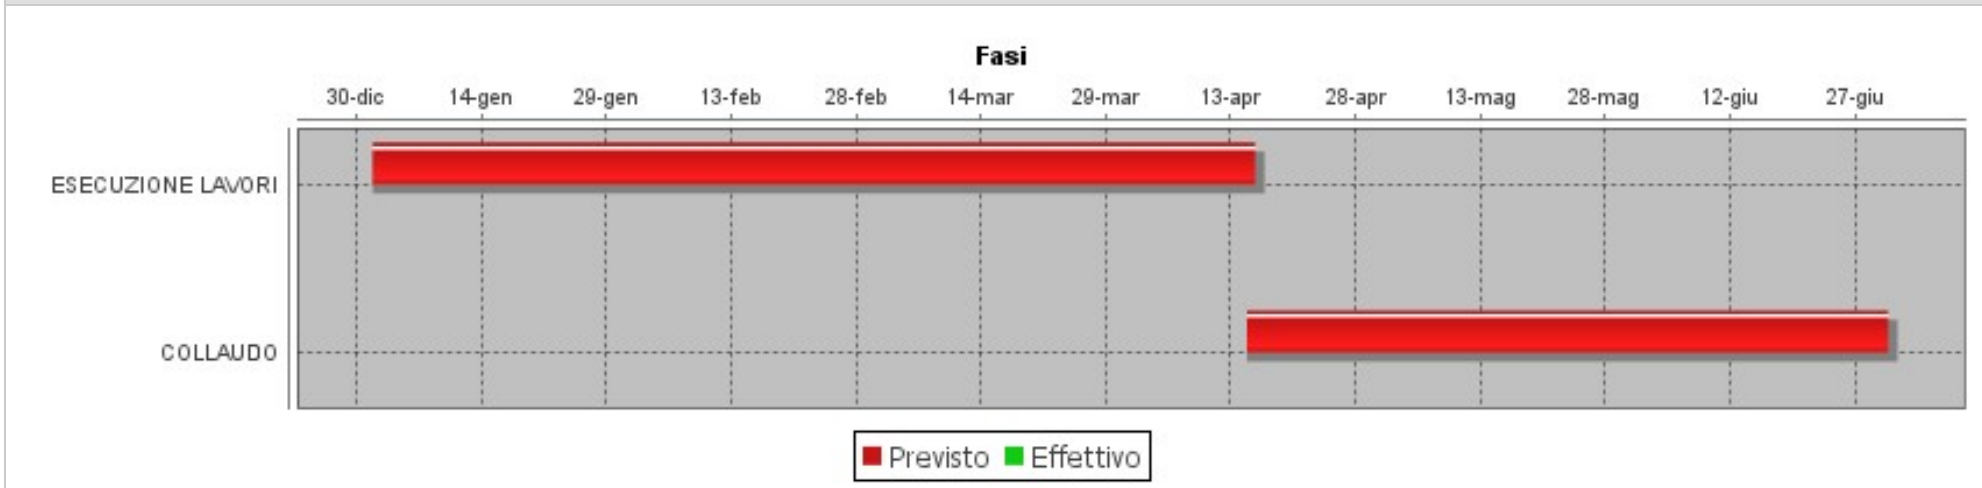 Fasi
30-dic 14-gen 29-gen 13-feb 28-feb 14-mar 29-mar 13-apr 28-apr 13-mag 28-mag 12-giu 27-giu
ESECUZIONE LAVORI
COLLAUDO
Previsto Effettivo